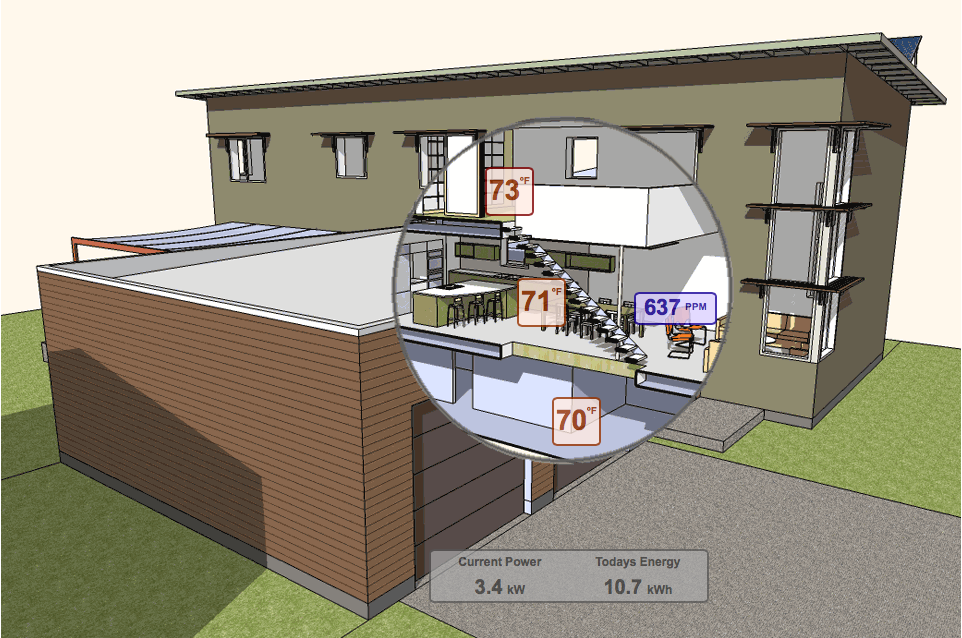 73 °F
71 °F
637 PPM
70 °F
Current Power Todays Energy
3.4 kW 10.7 kWh